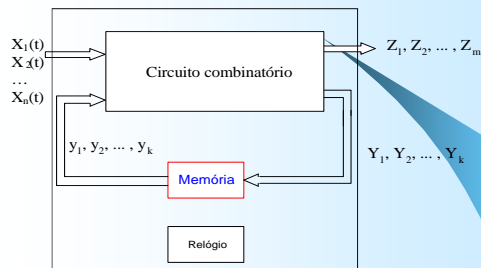 X1(t)
X2(t)
…
Xn(t)
Circuito combinatório
Z1, Z2, ... , Zm
y1, y2, ... , yk
Y1, Y2, ... , Yk
Memória
Relógio